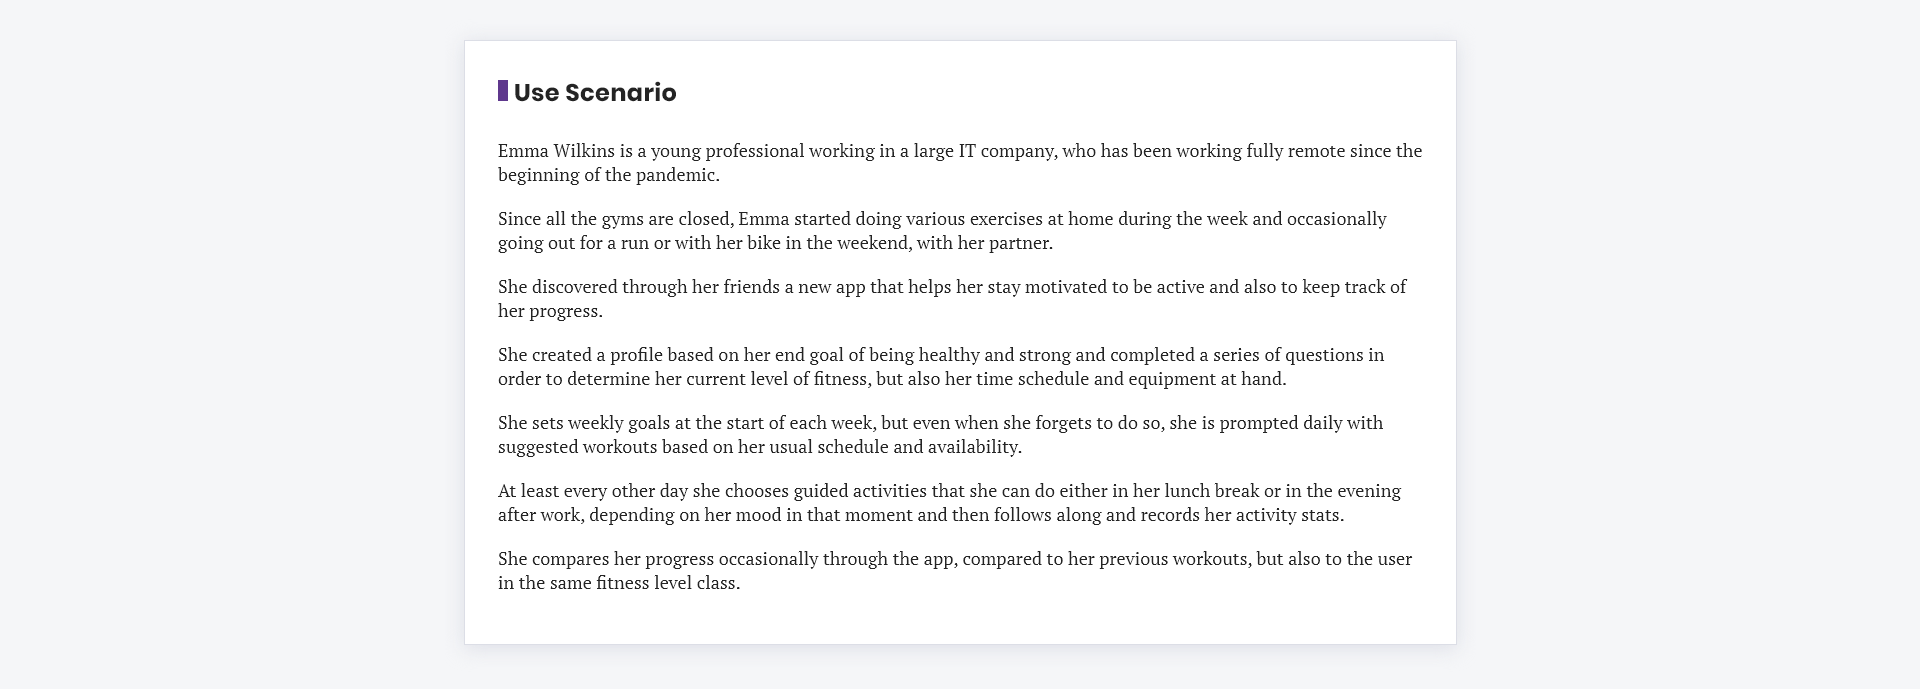 Use Scenario
Emma Wilkins is a young professional working in a large IT company, who has been working fully remote since the
beginning of the pandemic.
Since all the gyms are closed, Emma started doing various exercises at home during the week and occasionally
going out for a run or with her bike in the weekend, with her partner.
She discovered through her friends a new app that helps her stay motivated to be active and also to keep track of
her progress.
She created a profile based on her end goal of being healthy and strong and completed a series of questions in
order to determine her current level of fitness, but also her time schedule and equipment at hand.
She sets weekly goals at the start of each week, but even when she forgets to do so, she is prompted daily with
suggested workouts based on her usual schedule and availability.
At least every other day she chooses guided activities that she can do either in her lunch break or in the evening
after work, depending on her mood in that moment and then follows along and records her activity stats.
She compares her progress occasionally through the app, compared to her previous workouts, but also to the user
in the same fitness level class.